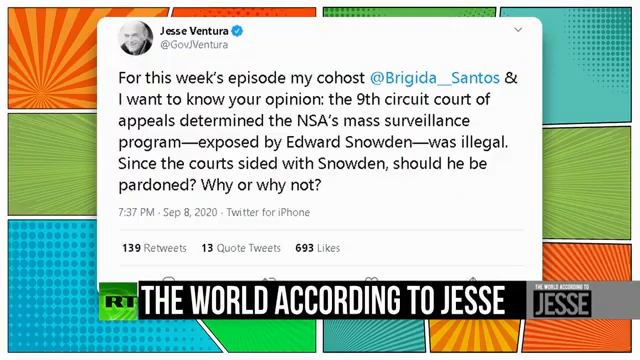 Jesse Ventura
@GovJVentura
For this week's episode my cohost @Brigida__Santos &
I want to know your opinion: the 9th circuit court of
appeals determined the NSA's mass surveillance
program—exposed by Edward Snowden—was illegal.
Since the courts sided with Snowden, should he be
pardoned? Why or why not?
7:37 PM · Sep 8, 2020 · Twitter for iPhone
139 Retweets 13 Quote Tweets 693 Likes
RT THE WORLD ACCORDING TO JESSE
THE WORLD ACCORDING TO
JESSE